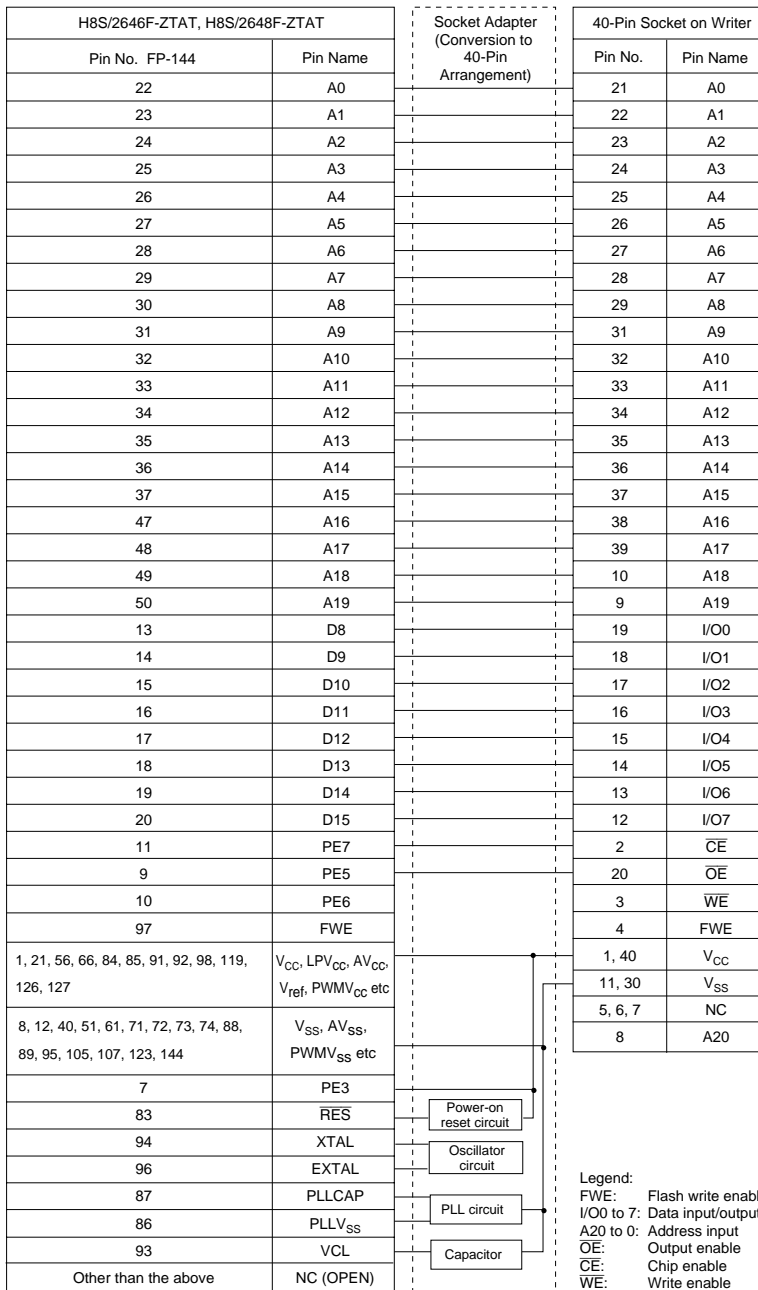 H8S/2646F-ZTAT, H8S/2648F-ZTAT
Socket Adapter
(Conversion to
40-Pin
Arrangement)
40-Pin Socket on Writer
Pin No. FP-144 Pin Name Pin No. Pin Name
22 A0 21 A0
23 A1 22 A1
24 A2 23 A2
25 A3 24 A3
26 A4 25 A4
27 A5 26 A5
28 A6 27 A6
29 A7 28 A7
30 A8 29 A8
31 A9 31 A9
32 A10 32 A10
33 A11 33 A11
34 A12 34 A12
35 A13 35 A13
36 A14 36 A14
37 A15 37 A15
47 A16 38 A16
48 A17 39 A17
49 A18 10 A18
50 A19 9 A19
13 D8 19 I/O0
14 D9 18 I/O1
15 D10 17 I/O2
16 D11 16 I/O3
17 D12 15 I/O4
18 D13 14 I/O5
19 D14 13 I/O6
20 D15 12 I/O7
11 PE7 2 C̅E̅
9 PE5 20 O̅E̅
10 PE6 3 W̅E̅
97 FWE 4 FWE
1, 21, 56, 66, 84, 85, 91, 92, 98, 119, VCC, LPVCC, AVCC, 1, 40 VCC
126, 127 Vref, PWMVCC etc 11, 30 VSS
5, 6, 7 NC
8, 12, 40, 51, 61, 71, 72, 73, 74, 88, VSS, AVSS, 8 A20
89, 95, 105, 107, 123, 144 PWMVSS etc
7 PE3
83 R̅E̅S̅ Power-on
reset circuit
94 XTAL Oscillator
96 EXTAL circuit
87 PLLCAP PLL circuit
86 PLLVSS
93 VCL Capacitor
Other than the above NC (OPEN)
Legend:
FWE: Flash write enabl
I/O0 to 7: Data input/output
A20 to 0: Address input
O̅E̅: Output enable
C̅E̅: Chip enable
W̅E̅: Write enable